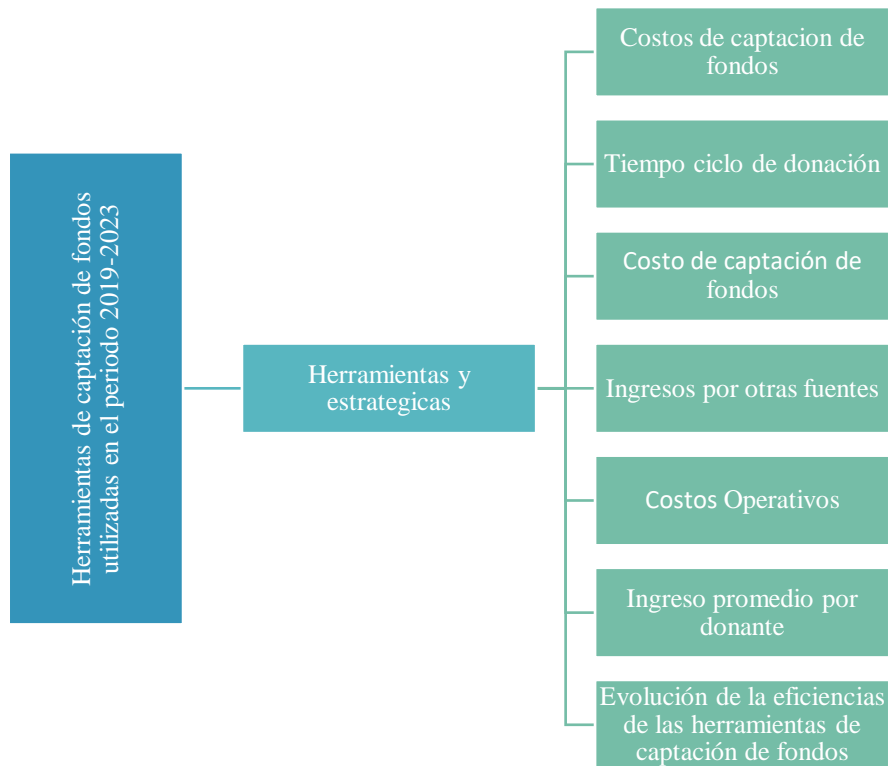 Herramientas de captación de fondos
utilizadas en el periodo 2019-2023
Herramientas y
estrategicas
Costos de captacion de
fondos
Tiempo ciclo de donación
Costo de captación de
fondos
Ingresos por otras fuentes
Costos Operativos
Ingreso promedio por
donante
Evolución de la eficiencias
de las herramientas de
captación de fondos